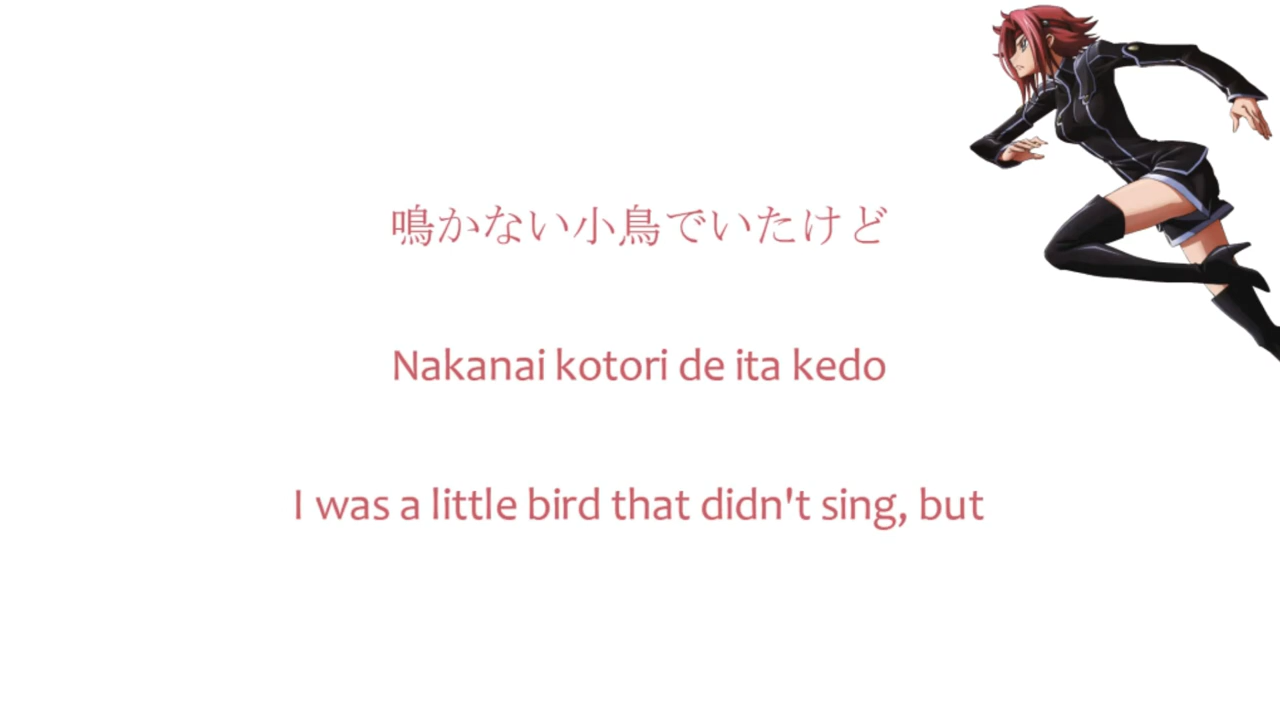 鳴かない小鳥でいたけど
Nakanai kotori de ita kedo
I was a little bird that didn't sing, but